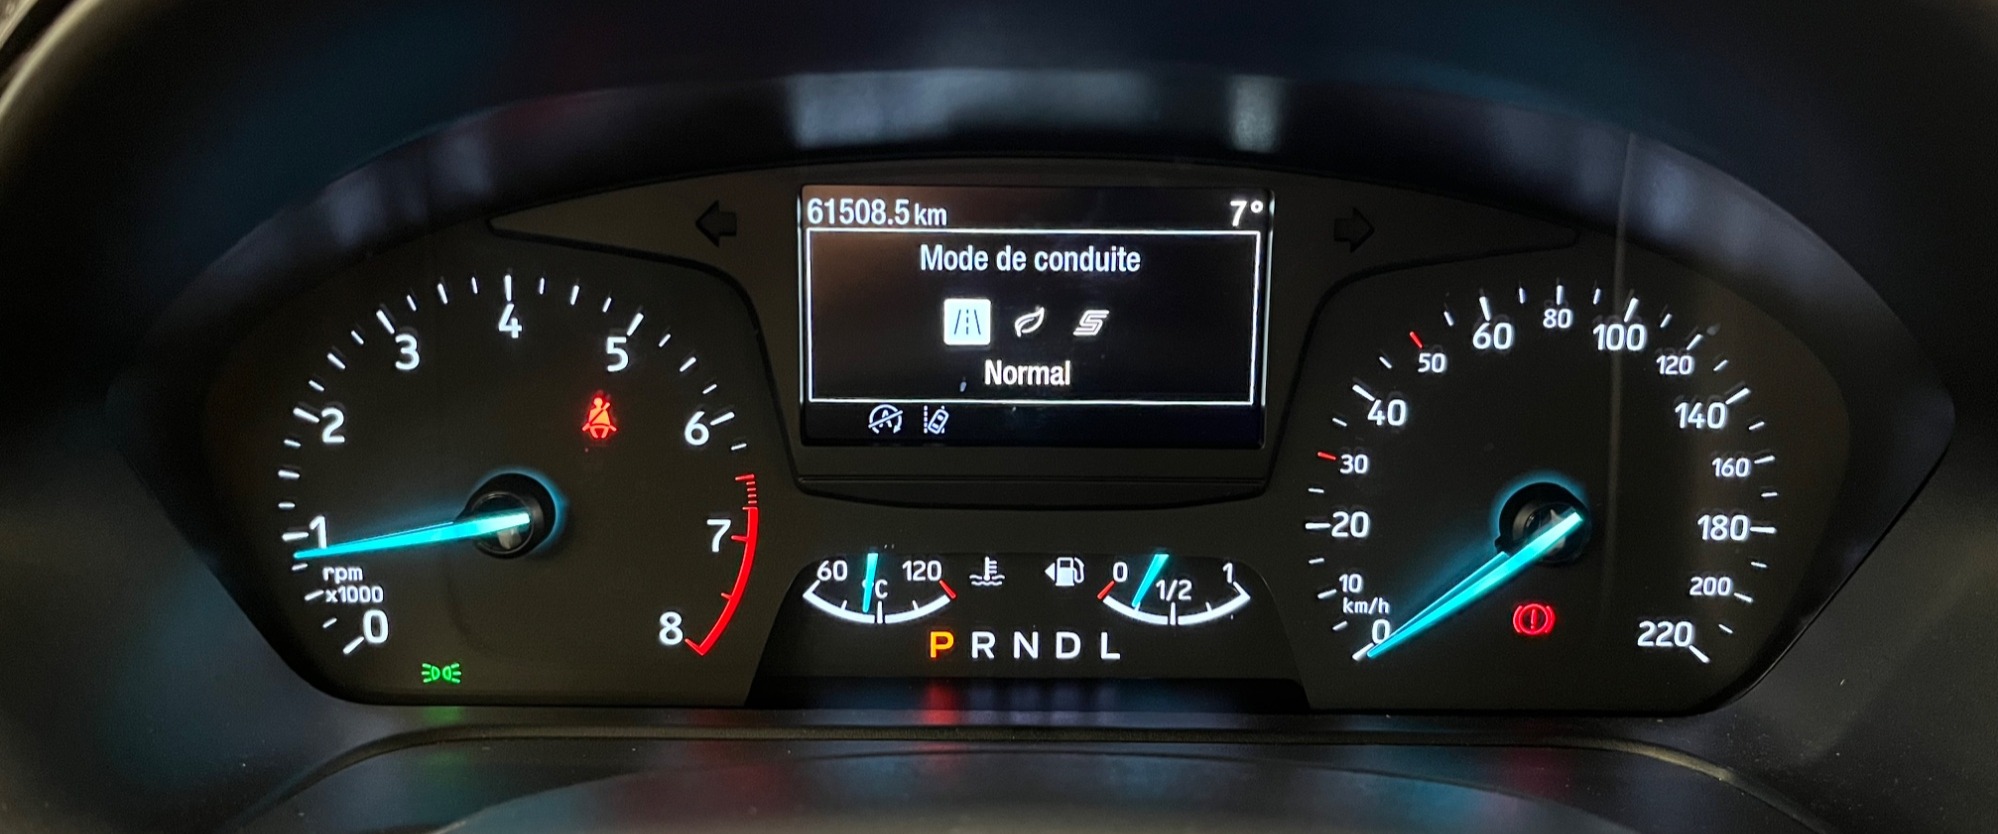 61508.5 km 7°
Mode de conduite
Normal
0 1 2 3 4 5 6 7 8
rpm
x1000
60 °C 120
0 1/2 1
P R N D L
0 10 20 30 40 50 60 80 100 120 140 160 180 200 220
km/h